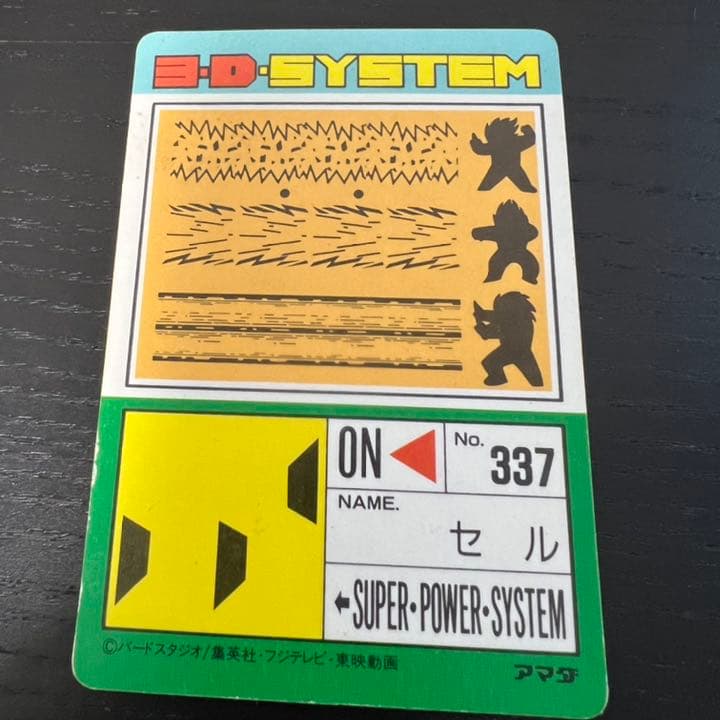 3·D·SYSTEM
ON
No. 337
NAME.
セル
←SUPER·POWER·SYSTEM
©バードスタジオ/集英社・フジテレビ・東映動画
アマダ